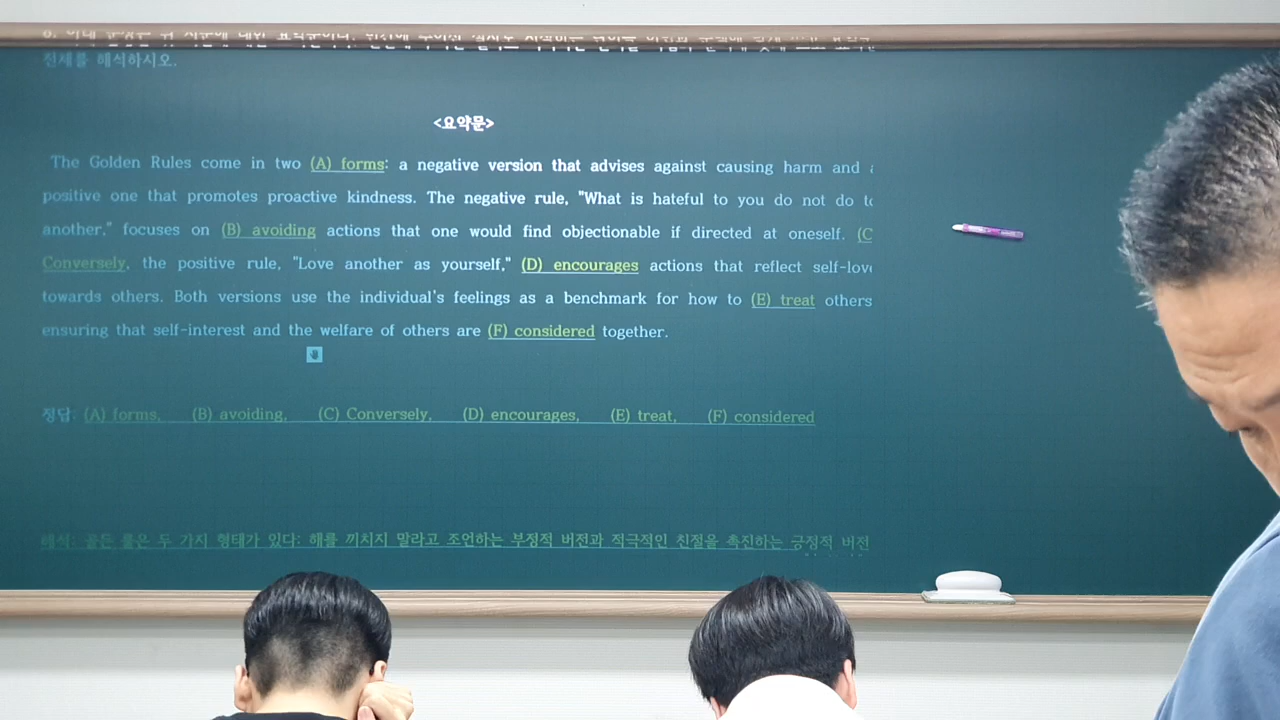 전체를 해석하시오.
<요약문>
The Golden Rules come in two (A) forms: a negative version that advises against causing harm and a
positive one that promotes proactive kindness. The negative rule, "What is hateful to you do not do to
another," focuses on (B) avoiding actions that one would find objectionable if directed at oneself. (C
Conversely, the positive rule, "Love another as yourself," (D) encourages actions that reflect self-love
towards others. Both versions use the individual's feelings as a benchmark for how to (E) treat others
ensuring that self-interest and the welfare of others are (F) considered together.
정답: (A) forms, (B) avoiding, (C) Conversely, (D) encourages, (E) treat, (F) considered
해석: 골든 룰은 두 가지 형태가 있다: 해를 끼치지 말라고 조언하는 부정적 버전과 적극적인 친절을 촉진하는 긍정적 버전